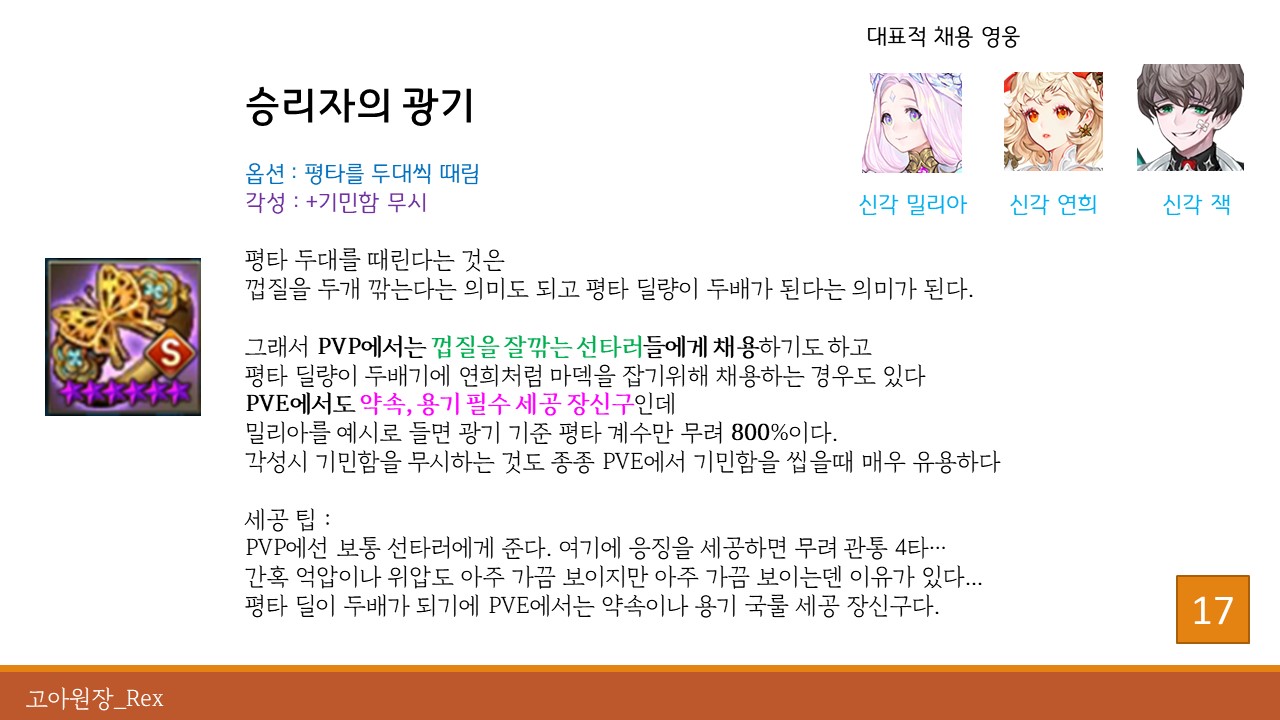 대표적 채용 영웅
승리자의 광기
신각 밀리아
신각 연희
신각 잭
옵션 : 평타를 두대씩 때림
각성 : +기민함 무시
S
평타 두대를 때린다는 것은
껍질을 두개 깎는다는 의미도 되고 평타 딜량이 두배가 된다는 의미가 된다.
그래서 PVP에서는 껍질을 잘깎는 선타러들에게 채용하기도 하고
평타 딜량이 두배기에 연희처럼 마덱을 잡기위해 채용하는 경우도 있다
PVE에서도 약속, 용기 필수 세공 장신구인데
밀리아를 예시로 들면 광기 기준 평타 계수만 무려 800%이다.
각성시 기민함을 무시하는 것도 종종 PVE에서 기민함을 씹을때 매우 유용하다
세공 팁 :
PVP에선 보통 선타러에게 준다. 여기에 응징을 세공하면 무려 관통 4타…
간혹 억압이나 위압도 아주 가끔 보이지만 아주 가끔 보이는덴 이유가 있다...
평타 딜이 두배가 되기에 PVE에서는 약속이나 용기 국룰 세공 장신구다.
17
고아원장_Rex